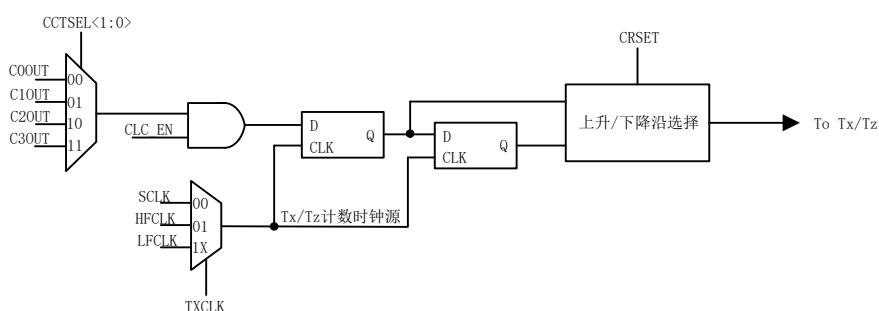 CCTSEL<1:0>
CRSET
C0OUT
00
C1OUT
01
C2OUT
10
C3OUT
11
CLC_EN
D
Q
CLK
D
Q
CLK
上升/下降沿选择
To Tx/Tz
SCLK
00
HFCLK
01
LFCLK
1X
Tx/Tz计数时钟源
TXCLK